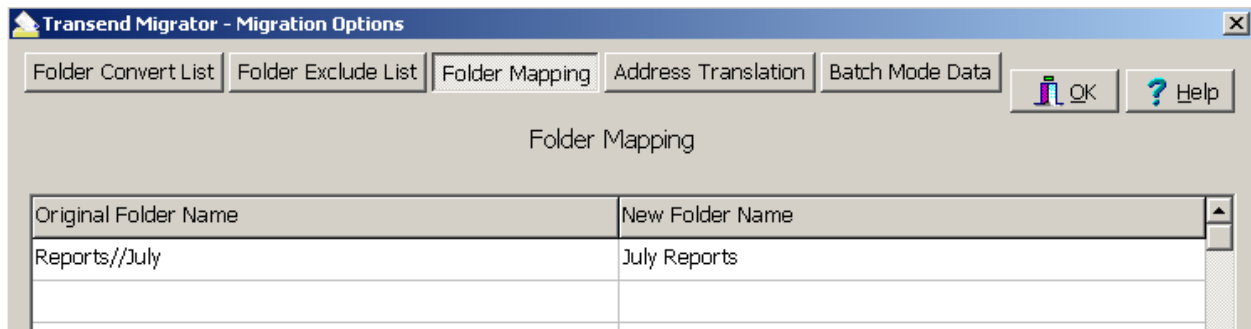 Transend Migrator - Migration Options
Folder Convert List Folder Exclude List Folder Mapping Address Translation Batch Mode Data OK Help
Folder Mapping
Original Folder Name New Folder Name
Reports//July July Reports